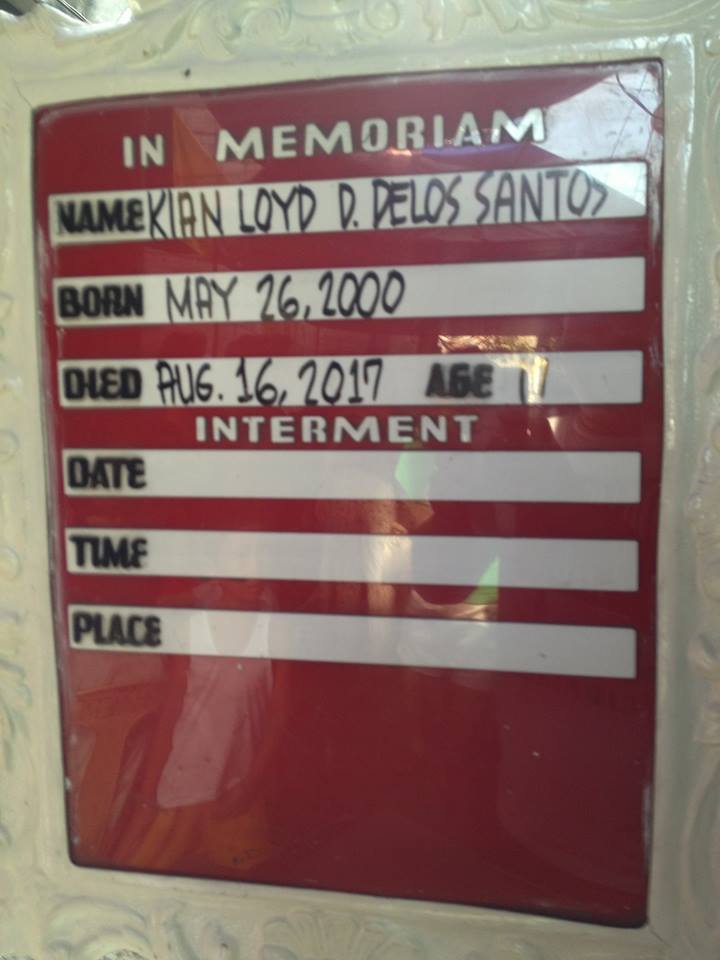 IN MEMORIAM
NAME KIAN LOYD D. DELOS SANTOS
BORN MAY 26, 2000
DIED AUG. 16, 2017 AGE 17
INTERMENT
DATE
TIME
PLACE